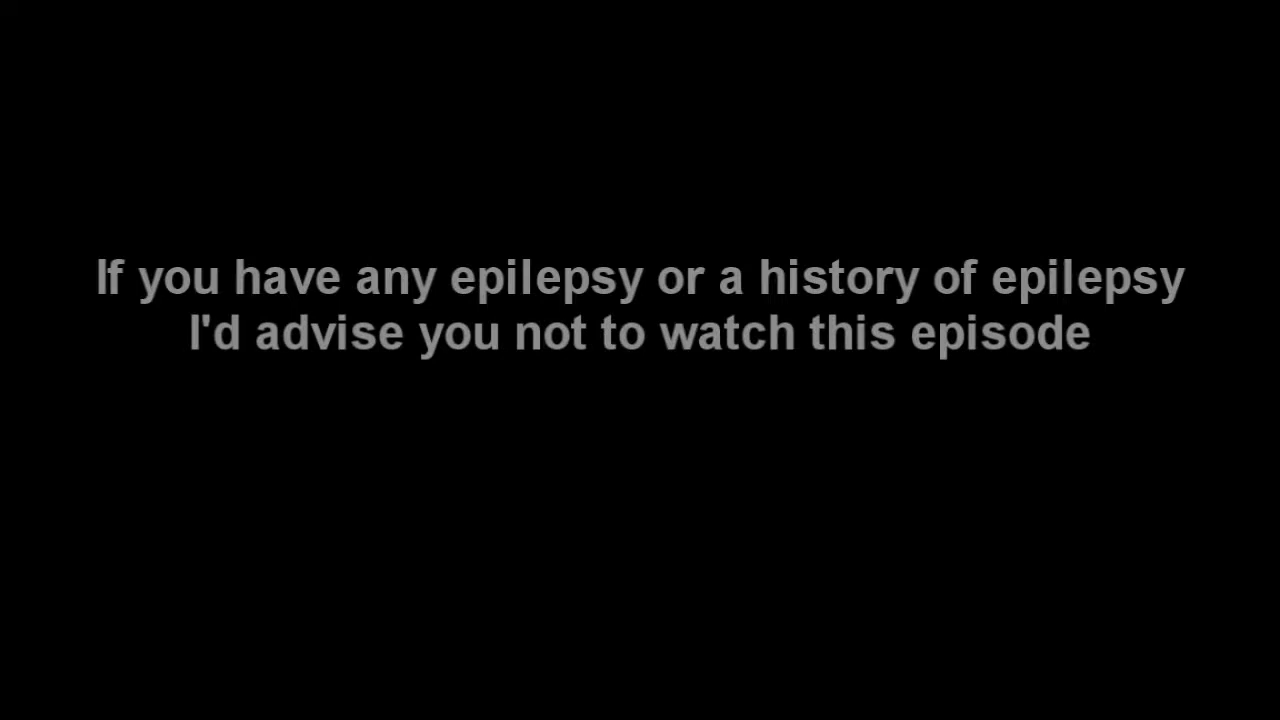 If you have any epilepsy or a history of epilepsy
I'd advise you not to watch this episode